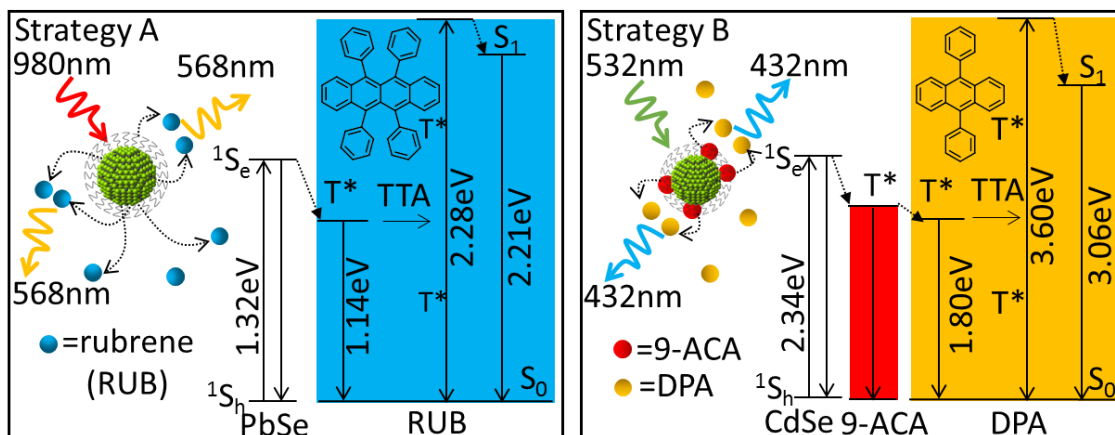 Strategy A
980nm
568nm
568nm
=rubrene
(RUB)
¹Sₑ
¹Sₕ
1.32eV
PbSe
T*
TTA
1.14eV
T*
T*
2.28eV
S₁
2.21eV
S₀
RUB
Strategy B
532nm
432nm
432nm
=9-ACA
=DPA
¹Sₑ
¹Sₕ
2.34eV
CdSe
T*
9-ACA
T*
TTA
1.80eV
T*
T*
3.60eV
S₁
3.06eV
S₀
DPA